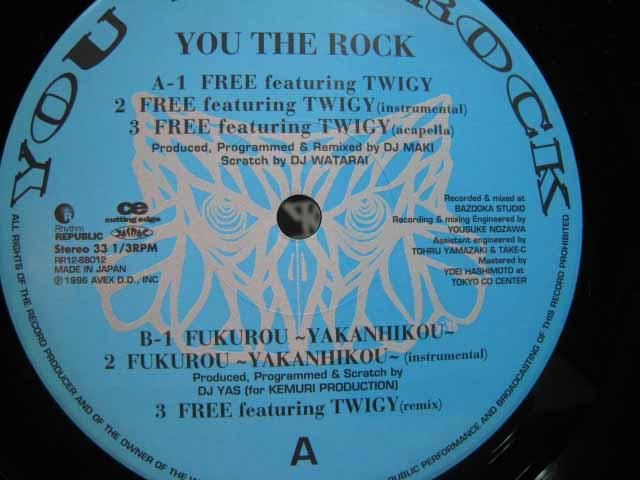 YOU THE ROCK
YOU THE ROCK
A-1 FREE featuring TWIGY
2 FREE featuring TWIGY(instrumental)
3 FREE featuring TWIGY(acapella)
Produced, Programmed & Remixed by DJ MAKI
Scratch by DJ WATARAI
Rhythm
REPUBLIC
ce
cutting edge
Stereo 33 1/3RPM
RR12-88012
MADE IN JAPAN
℗1996 AVEX D.D., INC
Recorded & mixed at
BAZOOKA STUDIO
Recording & mixing Engineered by
YOUSUKE NOZAWA
Assistant engineered by
TOHRU YAMAZAKI & TAKE-C
Mastered by
YOEI HASHIMOTO at
TOKYO CD CENTER
B-1 FUKUROU ~YAKANHIKOU~
2 FUKUROU ~YAKANHIKOU~ (instrumental)
Produced, Programmed & Scratch by
DJ YAS (for KEMURI PRODUCTION)
3 FREE featuring TWIGY(remix)
A
ALL RIGHTS OF THE RECORD PRODUCER AND OF THE OWNER OF THE
PUBLIC PERFORMANCE AND BROADCASTING OF THIS RECORD PROHIBITED